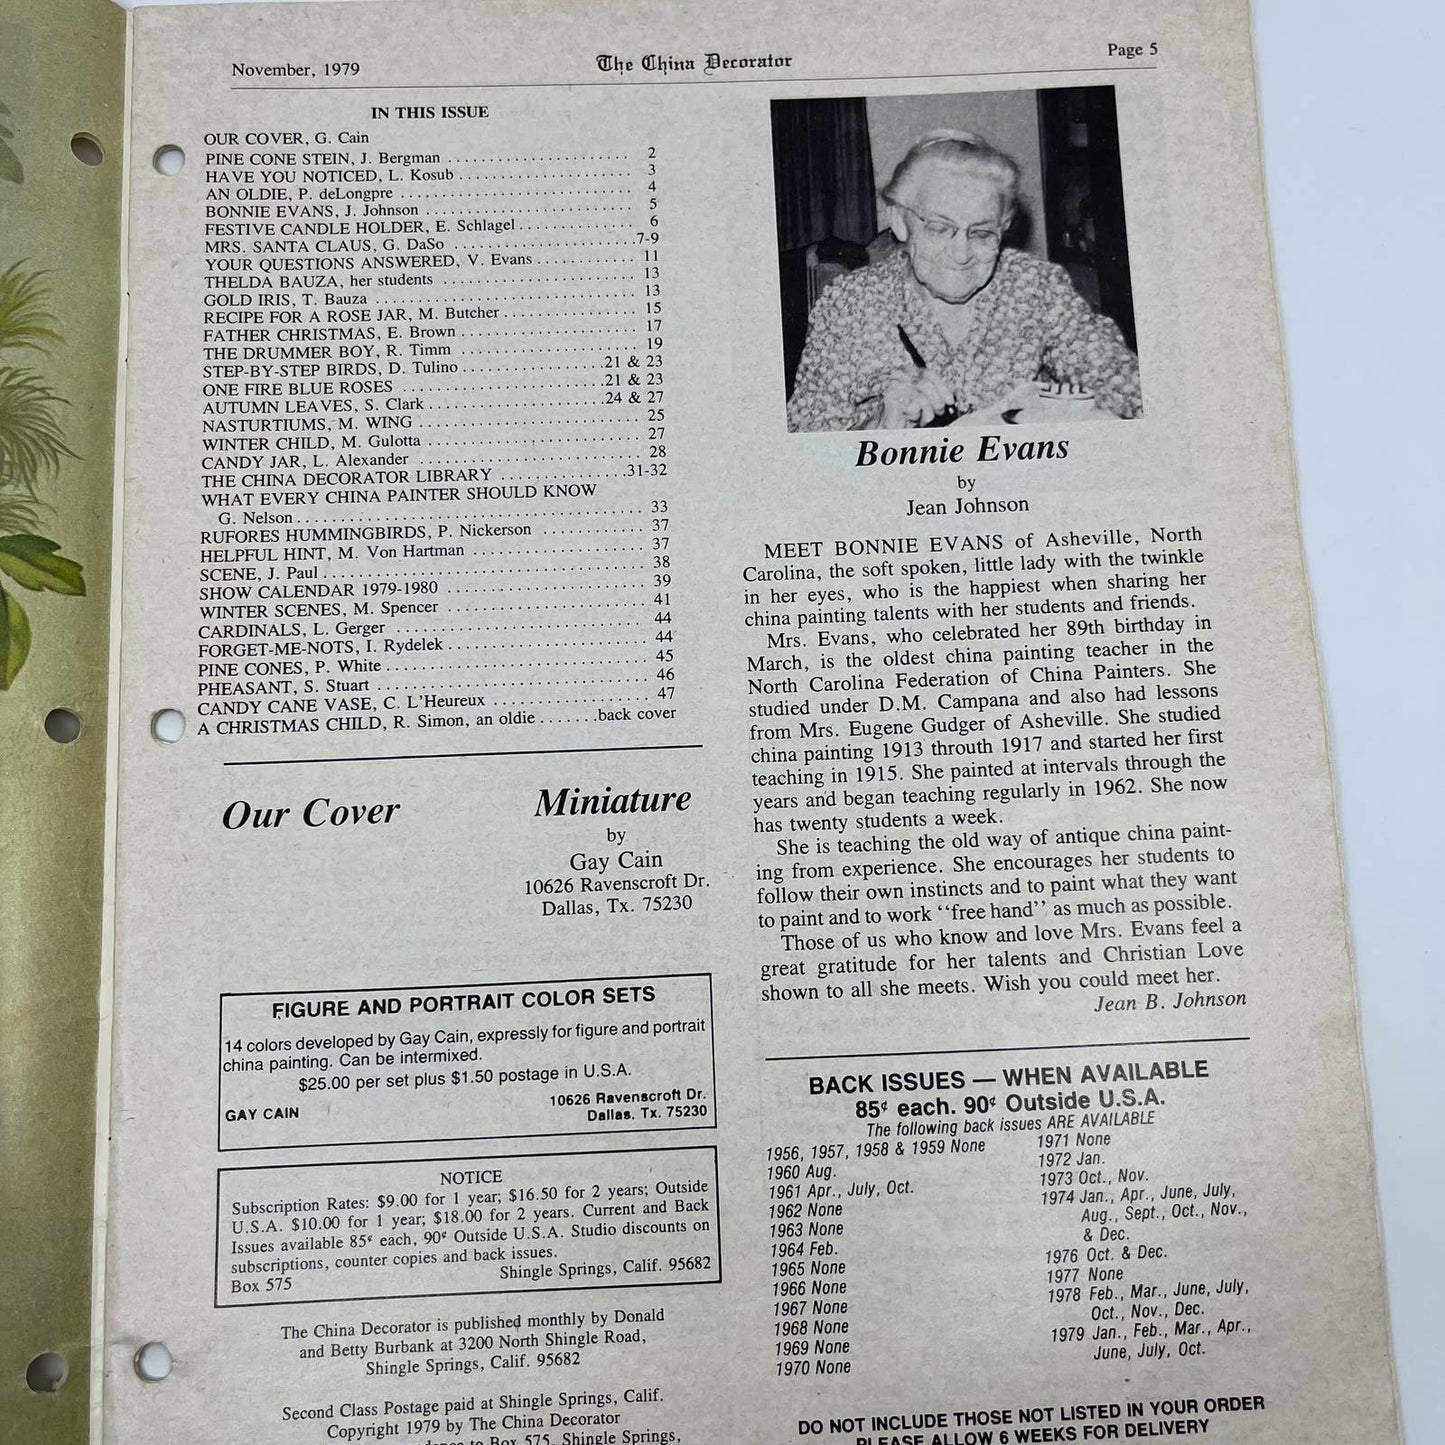 November, 1979
The China Decorator
Page 5
IN THIS ISSUE
OUR COVER, G. Cain
PINE CONE STEIN, J. Bergman . . . . . . . . . . . . . . . . . . . . . . 2
HAVE YOU NOTICED, L. Kosub . . . . . . . . . . . . . . . . . . . . . 3
AN OLDIE, P. deLongpre . . . . . . . . . . . . . . . . . . . . . . . . . . . . 4
BONNIE EVANS, J. Johnson . . . . . . . . . . . . . . . . . . . . . . . . . 5
FESTIVE CANDLE HOLDER, E. Schlagel . . . . . . . . . . . . . . 6
MRS. SANTA CLAUS, G. DaSo . . . . . . . . . . . . . . . . . . . . . .7-9
YOUR QUESTIONS ANSWERED, V. Evans . . . . . . . . . . . . 11
THELDA BAUZA, her students . . . . . . . . . . . . . . . . . . . . . . . 13
GOLD IRIS, T. Bauza . . . . . . . . . . . . . . . . . . . . . . . . . . . . . . . 13
RECIPE FOR A ROSE JAR, M. Butcher . . . . . . . . . . . . . . . . 15
FATHER CHRISTMAS, E. Brown . . . . . . . . . . . . . . . . . . . . . 17
THE DRUMMER BOY, R. Timm . . . . . . . . . . . . . . . . . . . . . . 19
STEP-BY-STEP BIRDS, D. Tulino . . . . . . . . . . . . . . . . .21 & 23
ONE FIRE BLUE ROSES . . . . . . . . . . . . . . . . . . . . . . . .21 & 23
AUTUMN LEAVES, S. Clark . . . . . . . . . . . . . . . . . . . . .24 & 27
NASTURTIUMS, M. WING . . . . . . . . . . . . . . . . . . . . . . . . . . . 25
WINTER CHILD, M. Gulotta . . . . . . . . . . . . . . . . . . . . . . . . . . 27
CANDY JAR, L. Alexander . . . . . . . . . . . . . . . . . . . . . . . . . . . 28
THE CHINA DECORATOR LIBRARY . . . . . . . . . . . . . . .31-32
WHAT EVERY CHINA PAINTER SHOULD KNOW
G. Nelson . . . . . . . . . . . . . . . . . . . . . . . . . . . . . . . . . . . . . . . . . 33
RUFORES HUMMINGBIRDS, P. Nickerson . . . . . . . . . . . . 37
HELPFUL HINT, M. Von Hartman . . . . . . . . . . . . . . . . . . . . . 37
SCENE, J. Paul . . . . . . . . . . . . . . . . . . . . . . . . . . . . . . . . . . . . . . 38
SHOW CALENDAR 1979-1980 . . . . . . . . . . . . . . . . . . . . . . . . 39
WINTER SCENES, M. Spencer . . . . . . . . . . . . . . . . . . . . . . . . . 41
CARDINALS, L. Gerger . . . . . . . . . . . . . . . . . . . . . . . . . . . . . . 44
FORGET-ME-NOTS, I. Rydelek . . . . . . . . . . . . . . . . . . . . . . . . 44
PINE CONES, P. White . . . . . . . . . . . . . . . . . . . . . . . . . . . . . . . 45
PHEASANT, S. Stuart . . . . . . . . . . . . . . . . . . . . . . . . . . . . . . . . . 46
CANDY CANE VASE, C. L'Heureux . . . . . . . . . . . . . . . . . . . 47
A CHRISTMAS CHILD, R. Simon, an oldie . . . . . . .back cover
Our Cover
Miniature
by
Gay Cain
10626 Ravenscroft Dr.
Dallas, Tx. 75230
FIGURE AND PORTRAIT COLOR SETS
14 colors developed by Gay Cain, expressly for figure and portrait
china painting. Can be intermixed.
$25.00 per set plus $1.50 postage in U.S.A.
GAY CAIN
10626 Ravenscroft Dr.
Dallas, Tx. 75230
NOTICE
Subscription Rates: $9.00 for 1 year; $16.50 for 2 years; Outside
U.S.A. $10.00 for 1 year; $18.00 for 2 years. Current and Back
Issues available 85¢ each, 90¢ Outside U.S.A. Studio discounts on
subscriptions, counter copies and back issues.
Box 575 Shingle Springs, Calif. 95682
The China Decorator is published monthly by Donald
and Betty Burbank at 3200 North Shingle Road,
Shingle Springs, Calif. 95682
Second Class Postage paid at Shingle Springs, Calif.
Copyright 1979 by The China Decorator
to Box 575, Shingle Springs,
Bonnie Evans
by
Jean Johnson
MEET BONNIE EVANS of Asheville, North
Carolina, the soft spoken, little lady with the twinkle
in her eyes, who is the happiest when sharing her
china painting talents with her students and friends.
Mrs. Evans, who celebrated her 89th birthday in
March, is the oldest china painting teacher in the
North Carolina Federation of China Painters. She
studied under D.M. Campana and also had lessons
from Mrs. Eugene Gudger of Asheville. She studied
china painting 1913 throuth 1917 and started her first
teaching in 1915. She painted at intervals through the
years and began teaching regularly in 1962. She now
has twenty students a week.
She is teaching the old way of antique china paint-
ing from experience. She encourages her students to
follow their own instincts and to paint what they want
to paint and to work ‘‘free hand’’ as much as possible.
Those of us who know and love Mrs. Evans feel a
great gratitude for her talents and Christian Love
shown to all she meets. Wish you could meet her.
Jean B. Johnson
BACK ISSUES — WHEN AVAILABLE
85¢ each. 90¢ Outside U.S.A.
The following back issues ARE AVAILABLE
1956, 1957, 1958 & 1959 None
1960 Aug.
1961 Apr., July, Oct.
1962 None
1963 None
1964 Feb.
1965 None
1966 None
1967 None
1968 None
1969 None
1970 None
1971 None
1972 Jan.
1973 Oct., Nov.
1974 Jan., Apr., June, July,
Aug., Sept., Oct., Nov.,
& Dec.
1976 Oct. & Dec.
1977 None
1978 Feb., Mar., June, July,
Oct., Nov., Dec.
1979 Jan., Feb., Mar., Apr.,
June, July, Oct.
DO NOT INCLUDE THOSE NOT LISTED IN YOUR ORDER
PLEASE ALLOW 6 WEEKS FOR DELIVERY